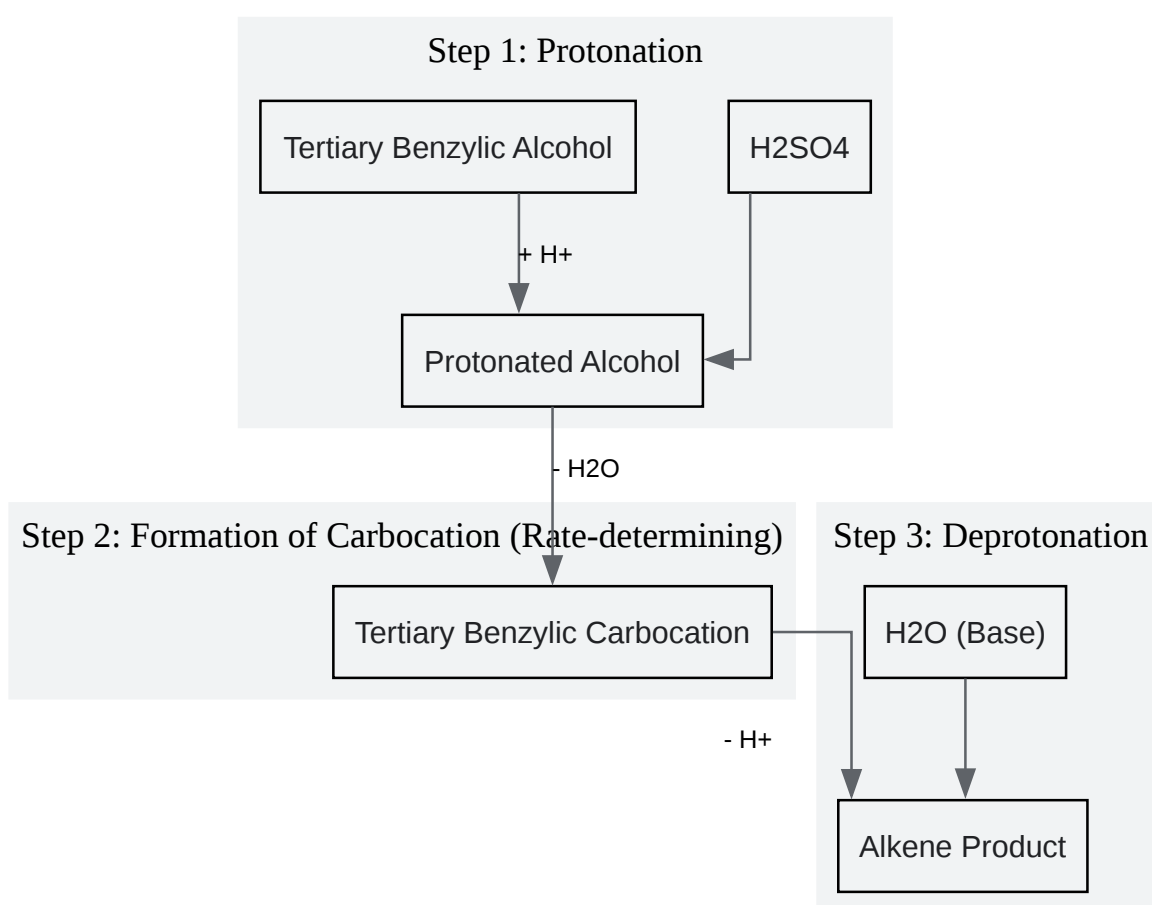 Step 1: Protonation
Tertiary Benzylic Alcohol
H2SO4
+ H+
Protonated Alcohol
- H2O
Step 2: Formation of Carbocation (Rate-determining)
Step 3: Deprotonation
Tertiary Benzylic Carbocation
H2O (Base)
- H+
Alkene Product